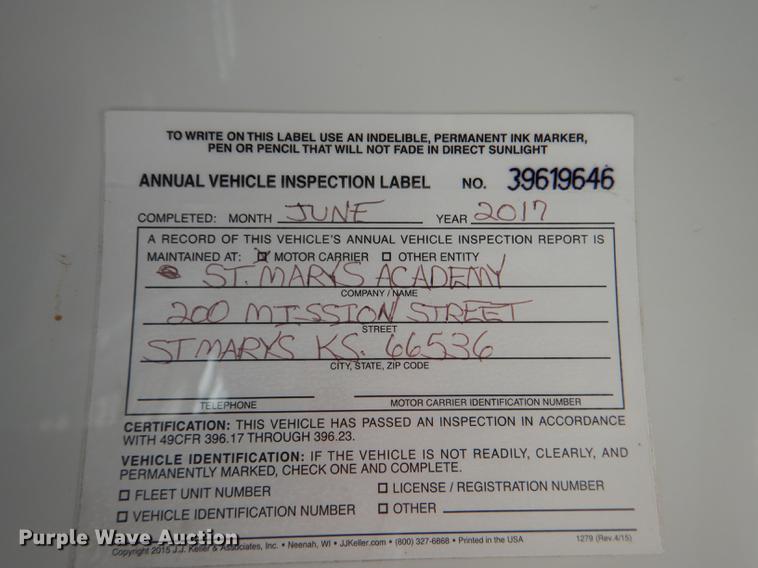 TO WRITE ON THIS LABEL USE AN INDELIBLE, PERMANENT INK MARKER,
PEN OR PENCIL THAT WILL NOT FADE IN DIRECT SUNLIGHT
ANNUAL VEHICLE INSPECTION LABEL NO. 39619646
COMPLETED: MONTH JUNE YEAR 2017
A RECORD OF THIS VEHICLE'S ANNUAL VEHICLE INSPECTION REPORT IS
MAINTAINED AT: ☒ MOTOR CARRIER ☐ OTHER ENTITY
ST. MARYS ACADEMY
COMPANY / NAME
200 MISSION STREET
STREET
ST MARYS KS. 66536
CITY, STATE, ZIP CODE
TELEPHONE MOTOR CARRIER IDENTIFICATION NUMBER
CERTIFICATION: THIS VEHICLE HAS PASSED AN INSPECTION IN ACCORDANCE
WITH 49CFR 396.17 THROUGH 396.23.
VEHICLE IDENTIFICATION: IF THE VEHICLE IS NOT READILY, CLEARLY, AND
PERMANENTLY MARKED, CHECK ONE AND COMPLETE.
☐ FLEET UNIT NUMBER ☐ LICENSE / REGISTRATION NUMBER
☐ VEHICLE IDENTIFICATION NUMBER ☐ OTHER
Purple Wave Auction
Copyright 2015 J.J. Keller & Associates, Inc. • Neenah, WI • JJKeller.com • (800) 327-6868 • Printed in the USA 1279 (Rev.4/15)